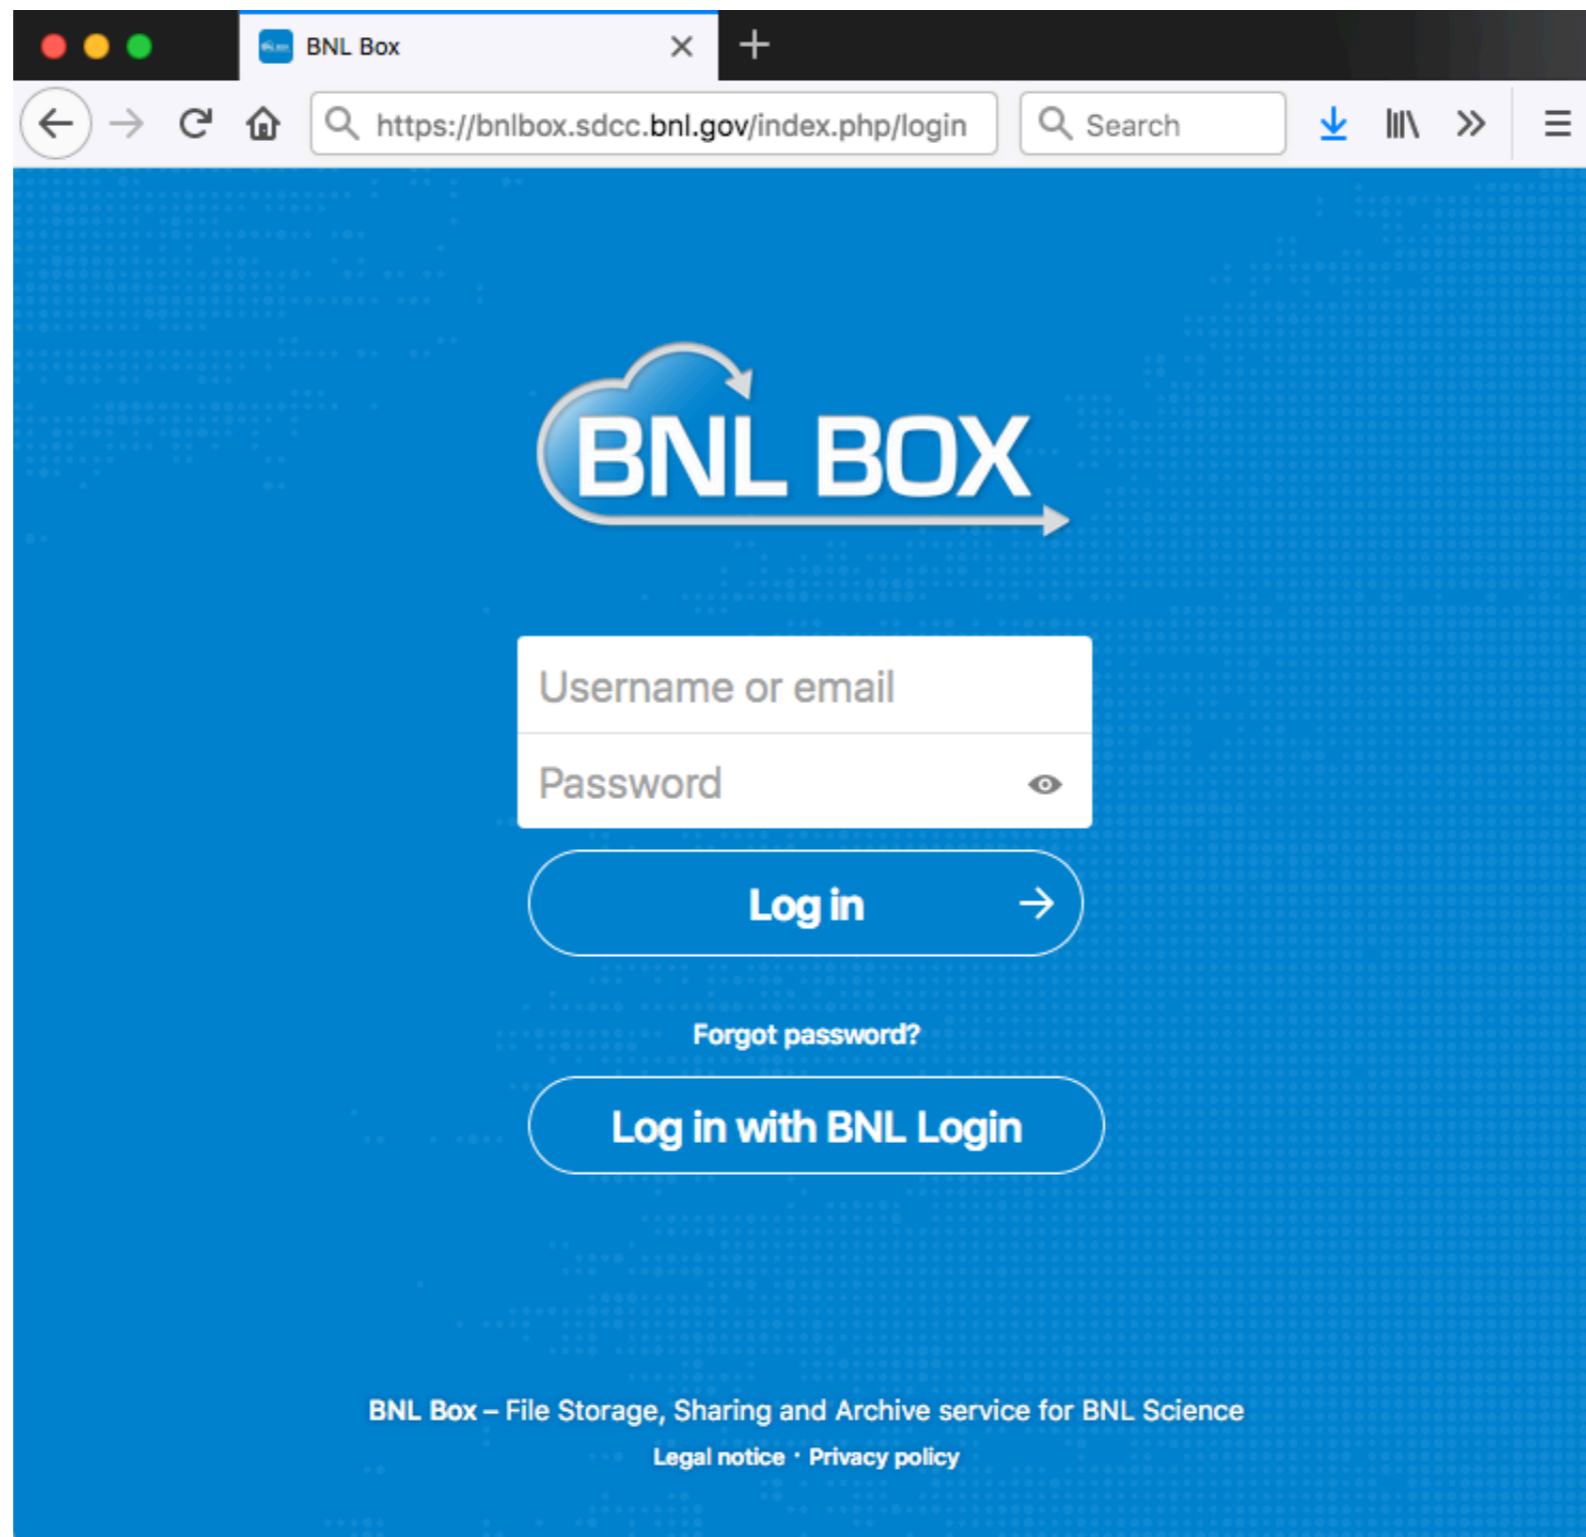 BNL Box
https://bnlbox.sdcc.bnl.gov/index.php/login
Search
BNL BOX
Username or email
Password
Log in
Forgot password?
Log in with BNL Login
BNL Box – File Storage, Sharing and Archive service for BNL Science
Legal notice · Privacy policy